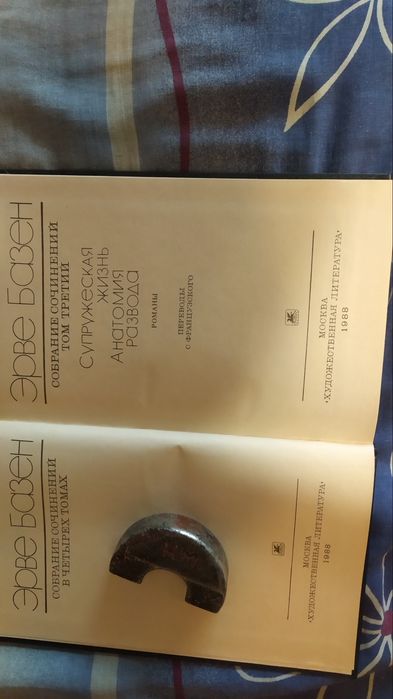 Эрве Базен
СОБРАНИЕ СОЧИНЕНИЙ
В ЧЕТЫРЕХ ТОМАХ
МОСКВА
«ХУДОЖЕСТВЕННАЯ ЛИТЕРАТУРА»
1988
Эрве Базен
СОБРАНИЕ СОЧИНЕНИЙ
ТОМ ТРЕТИЙ
Супружеская
жизнь
Анатомия
развода
РОМАНЫ
ПЕРЕВОДЫ
С ФРАНЦУЗСКОГО
МОСКВА
«ХУДОЖЕСТВЕННАЯ ЛИТЕРАТУРА»
1988